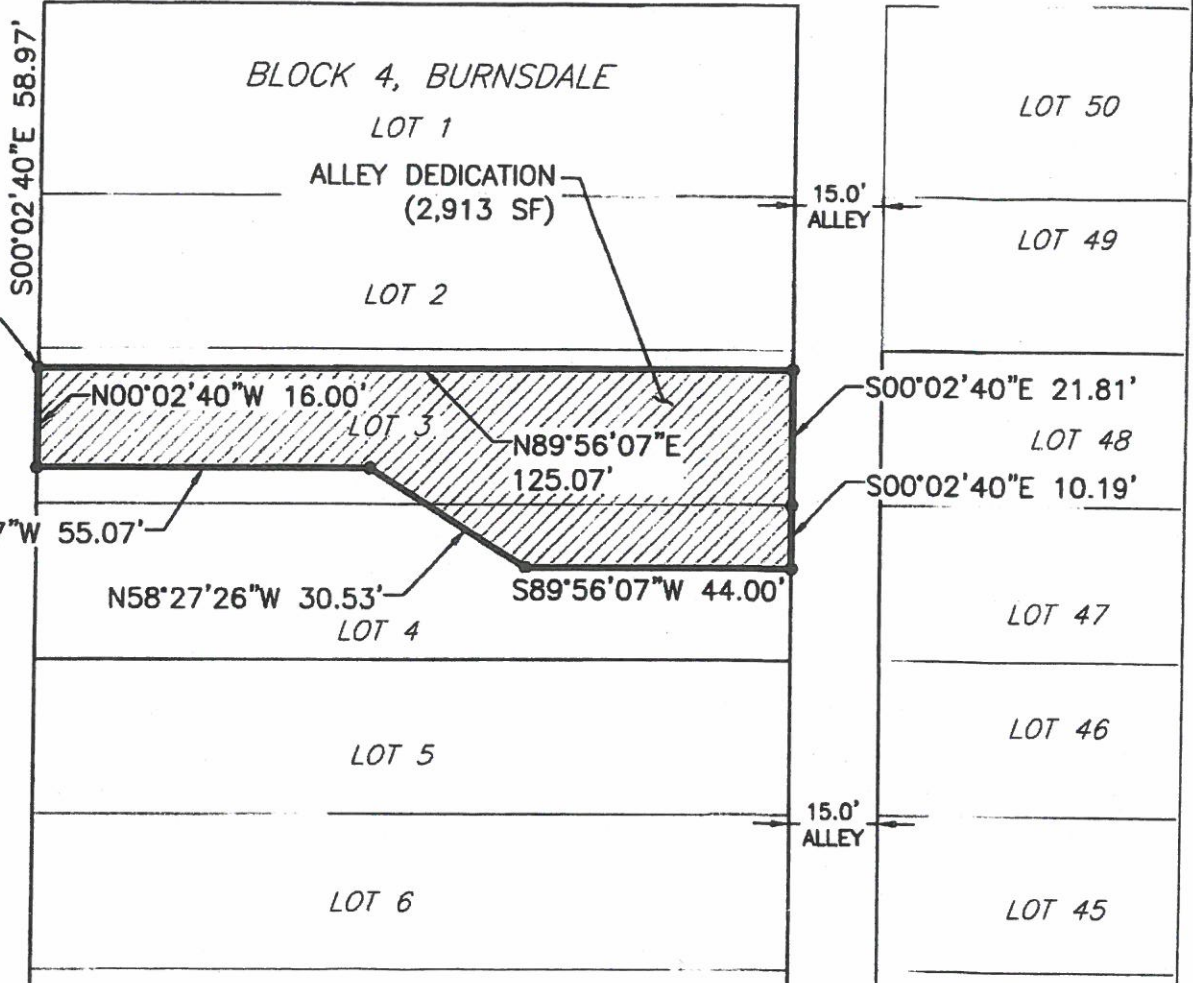 S00°02'40"E 58.97'
BLOCK 4, BURNSDALE
LOT 1
LOT 50
ALLEY DEDICATION
(2,913 SF)
15.0'
ALLEY
LOT 49
LOT 2
N00°02'40"W 16.00'
LOT 3
N89°56'07"E
125.07'
S00°02'40"E 21.81'
LOT 48
S00°02'40"E 10.19'
7"W 55.07'
N58°27'26"W 30.53'
S89°56'07"W 44.00'
LOT 4
LOT 47
LOT 5
LOT 46
15.0'
ALLEY
LOT 6
LOT 45